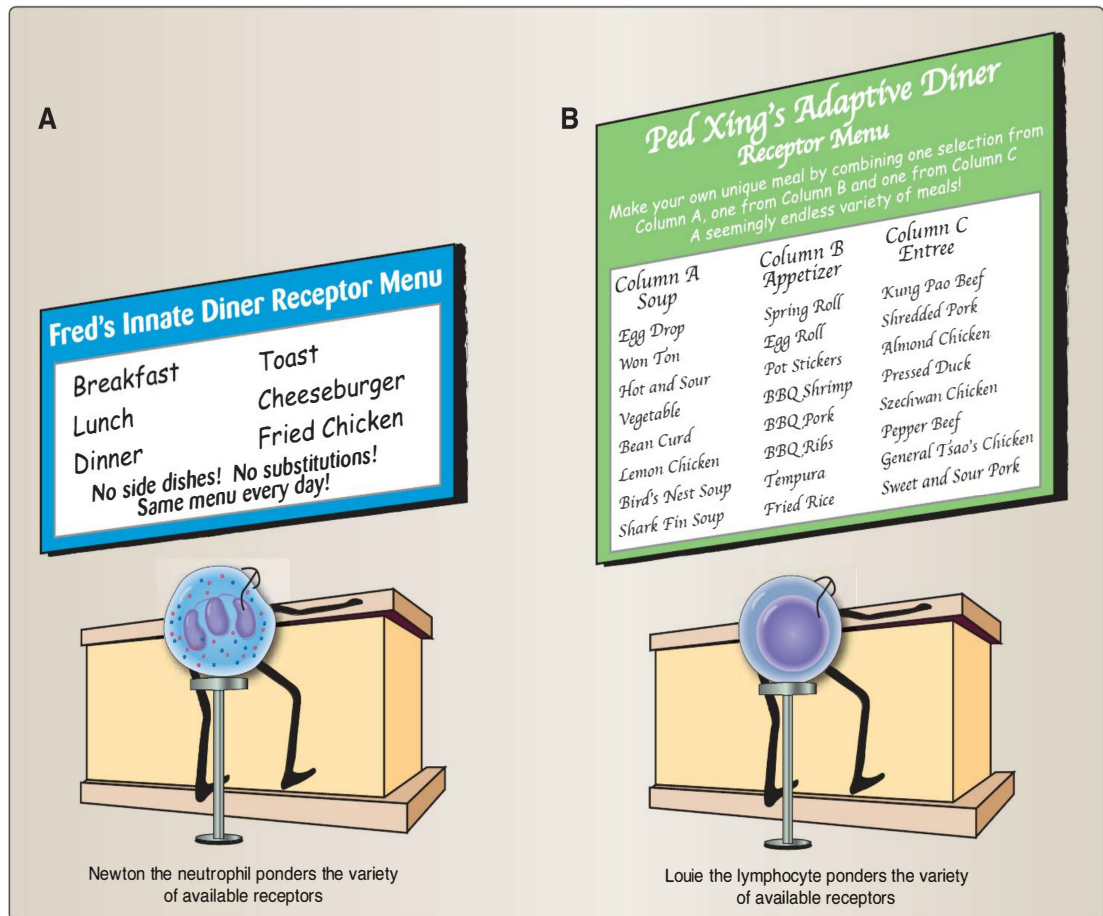 A
Fred's Innate Diner Receptor Menu
Breakfast
Lunch
Dinner
Toast
Cheeseburger
Fried Chicken
No side dishes! No substitutions!
Same menu every day!
Newton the neutrophil ponders the variety
of available receptors
B
Ped Xing's Adaptive Diner
Receptor Menu
Make your own unique meal by combining one selection from
Column A, one from Column B and one from Column C
A seemingly endless variety of meals!
Column A
Soup
Egg Drop
Won Ton
Hot and Sour
Vegetable
Bean Curd
Lemon Chicken
Bird's Nest Soup
Shark Fin Soup
Column B
Appetizer
Spring Roll
Egg Roll
Pot Stickers
BBQ Shrimp
BBQ Pork
BBQ Ribs
Tempura
Fried Rice
Column C
Entree
Kung Pao Beef
Shredded Pork
Almond Chicken
Pressed Duck
Szechwan Chicken
Pepper Beef
General Tsao's Chicken
Sweet and Sour Pork
Louie the lymphocyte ponders the variety
of available receptors